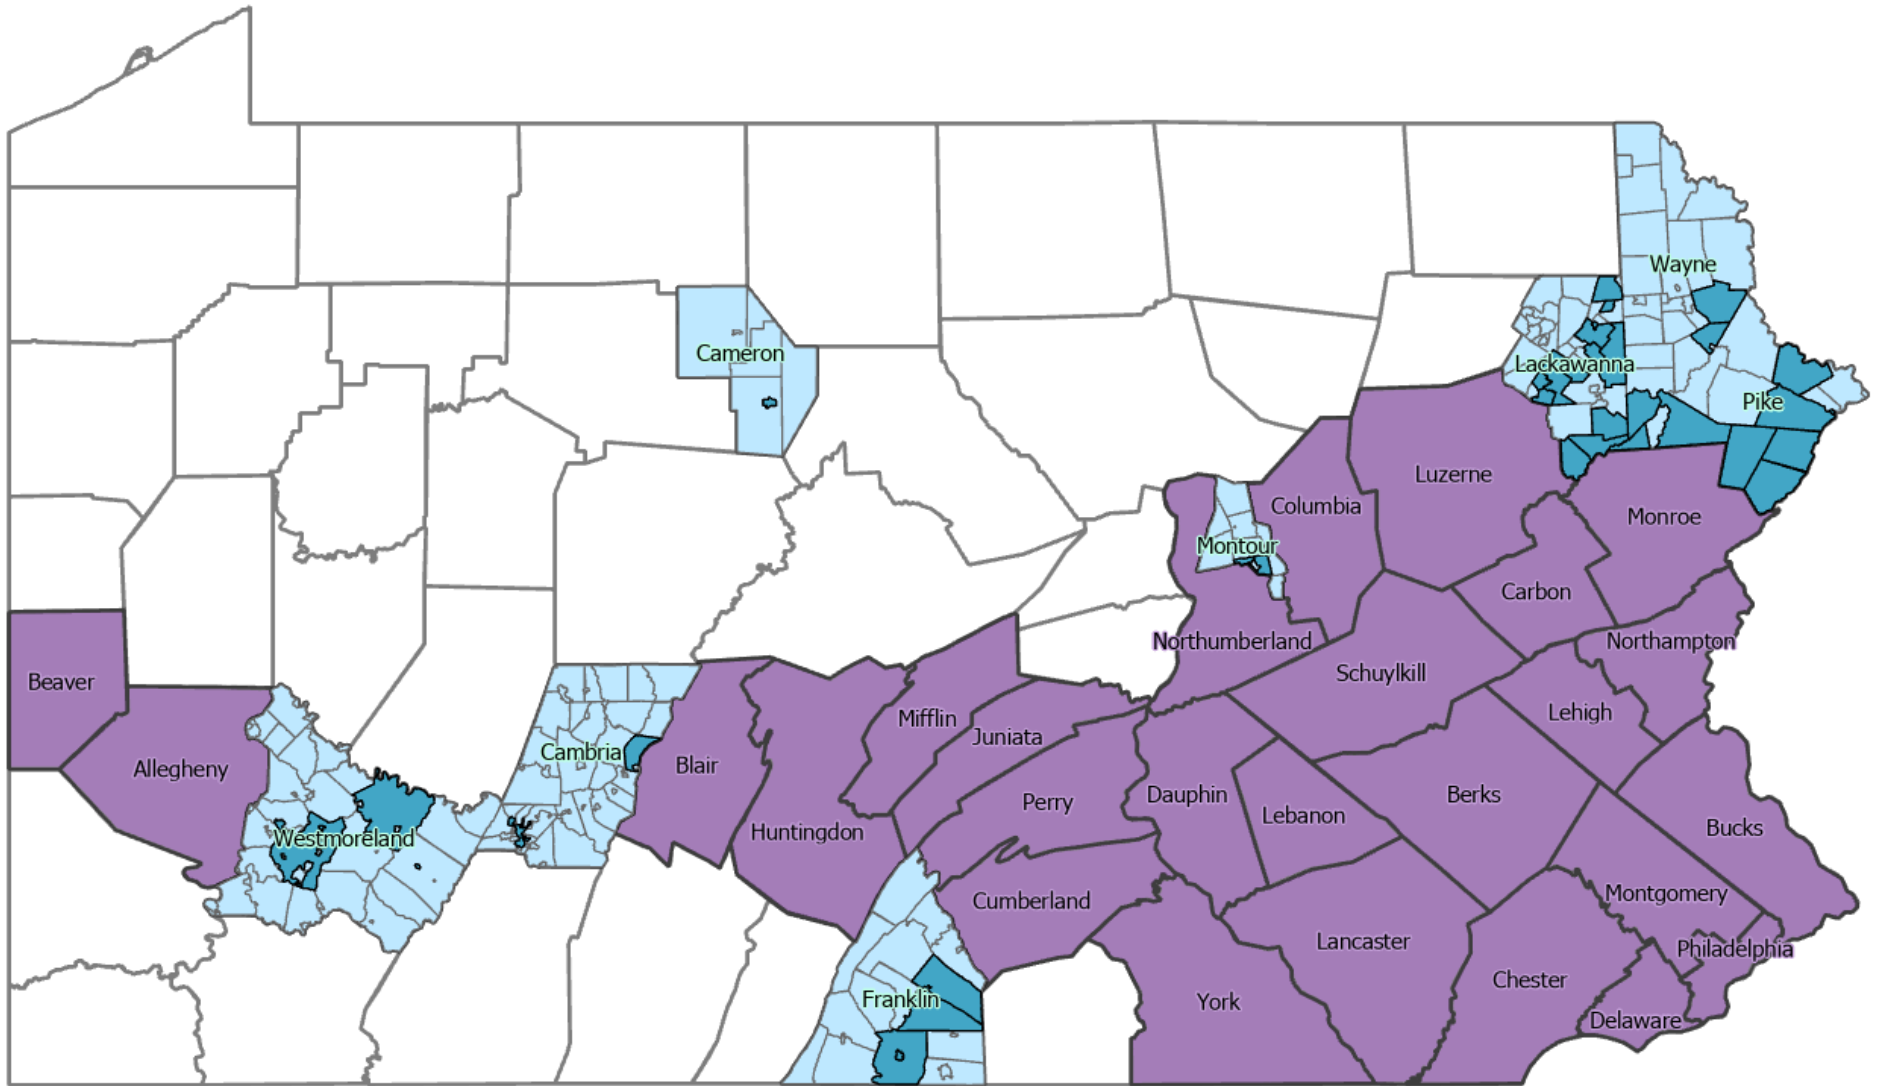 Wayne
Cameron
Lackawanna
Pike
Luzerne
Columbia
Monroe
Montour
Carbon
Northumberland
Northampton
Schuylkill
Beaver
Lehigh
Mifflin
Juniata
Cambria
Blair
Allegheny
Dauphin
Berks
Perry
Lebanon
Bucks
Huntingdon
Westmoreland
Montgomery
Cumberland
Lancaster
Philadelphia
Chester
Franklin
York
Delaware